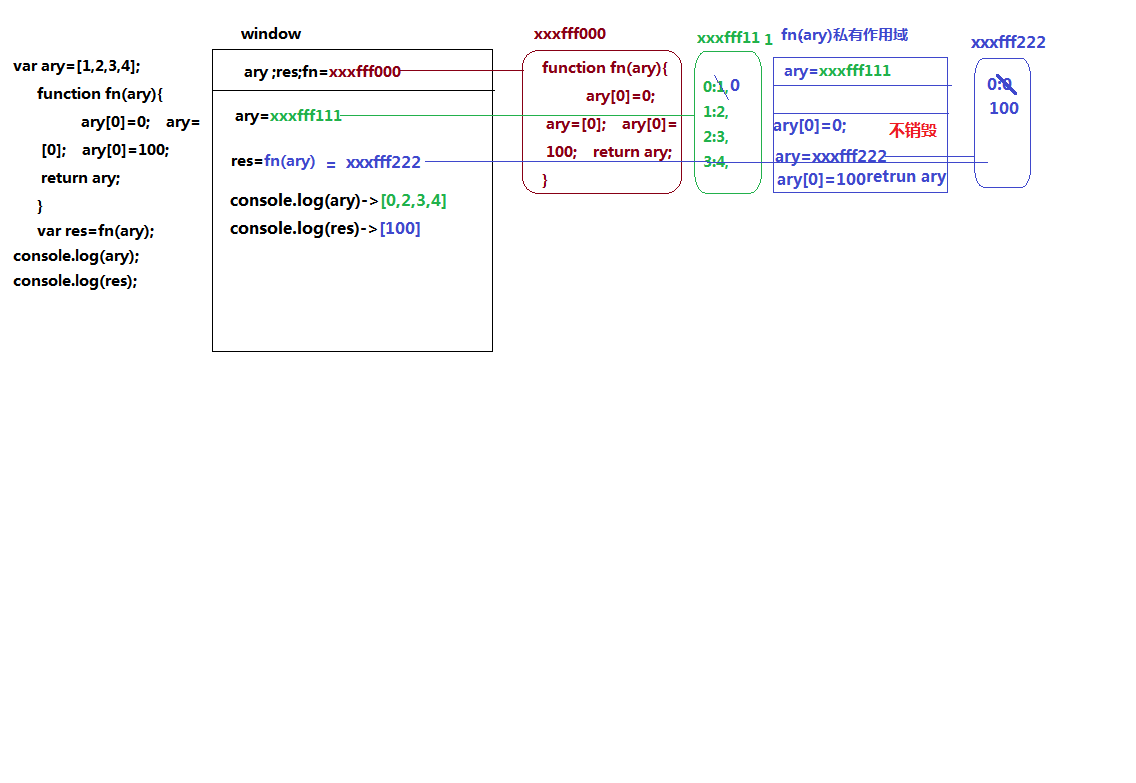 var ary=[1,2,3,4];
function fn(ary){
ary[0]=0; ary=
[0]; ary[0]=100;
return ary;
}
var res=fn(ary);
console.log(ary);
console.log(res);
window
ary ;res;fn=xxxfff000
ary=xxxfff111
res=fn(ary) = xxxfff222
console.log(ary)->[0,2,3,4]
console.log(res)->[100]
xxxfff000
function fn(ary){
ary[0]=0;
ary=[0]; ary[0]=
100; return ary;
}
xxxfff11 1
0:1, 0
1:2,
2:3,
3:4,
fn(ary)私有作用域
ary=xxxfff111
ary[0]=0;
不销毁
ary=xxxfff222
ary[0]=100retrun ary
xxxfff222
0:0
100